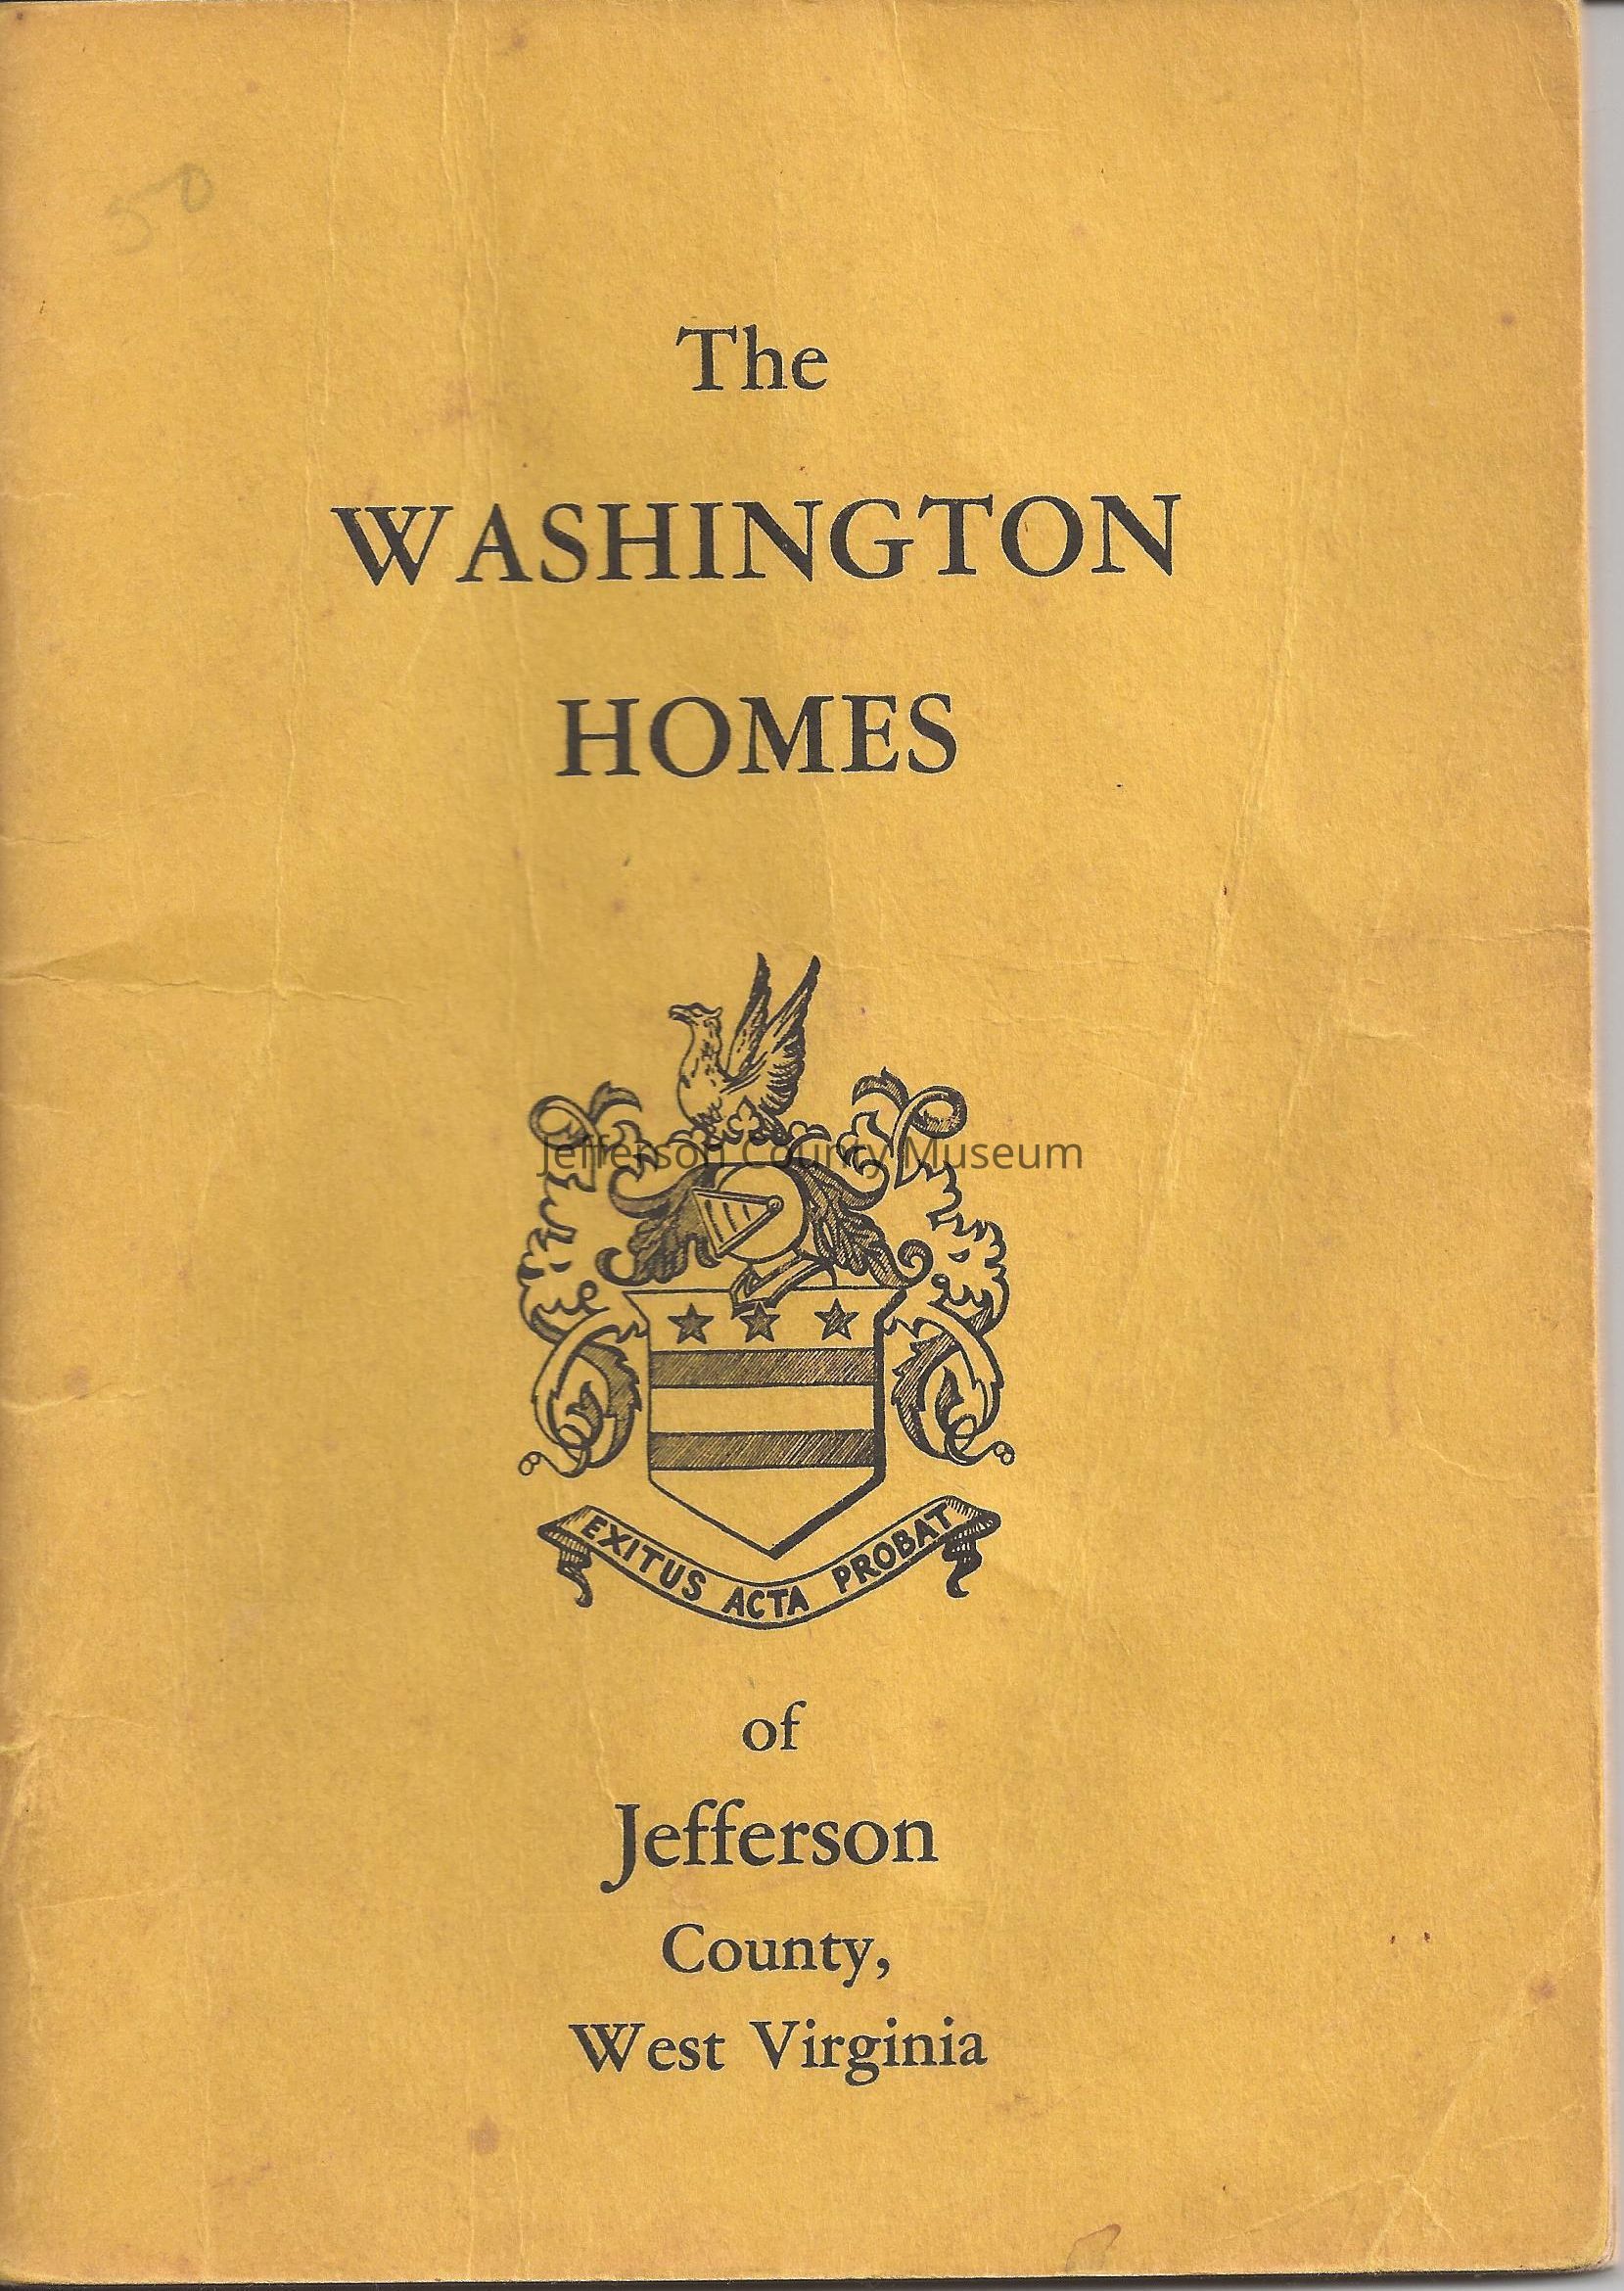 50
The
WASHINGTON
HOMES
Jefferson County Museum
EXITUS ACTA PROBAT
of
Jefferson
County,
West Virginia